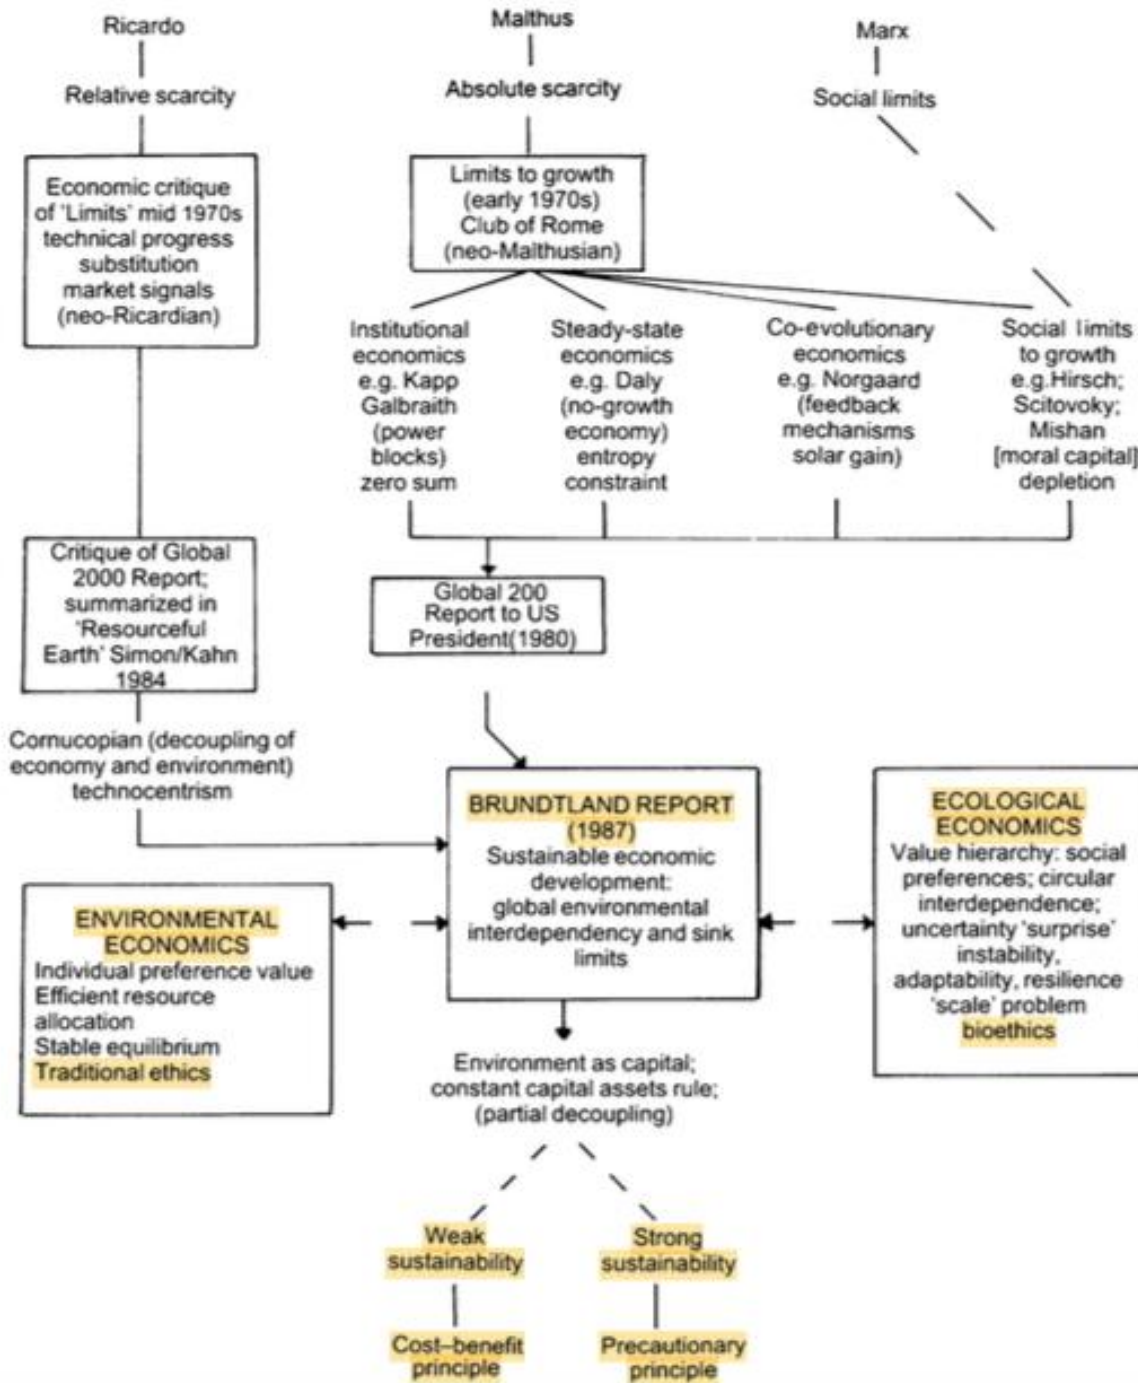 Ricardo
Malthus
Marx
Relative scarcity
Absolute scarcity
Social limits
Economic critique
of 'Limits' mid 1970s
technical progress
substitution
market signals
(neo-Ricardian)
Limits to growth
(early 1970s)
Club of Rome
(neo-Malthusian)
Institutional
economics
e.g. Kapp
Galbraith
(power
blocks)
zero sum
Steady-state
economics
e.g. Daly
(no-growth
economy)
entropy
constraint
Co-evolutionary
economics
e.g. Norgaard
(feedback
mechanisms
solar gain)
Social limits
to growth
e.g.Hirsch;
Scitovoky;
Mishan
[moral capital]
depletion
Critique of Global
2000 Report;
summarized in
'Resourceful
Earth' Simon/Kahn
1984
Global 200
Report to US
President(1980)
Cornucopian (decoupling of
economy and environment)
technocentrism
BRUNDTLAND REPORT
(1987)
Sustainable economic
development:
global environmental
interdependency and sink
limits
ECOLOGICAL
ECONOMICS
Value hierarchy: social
preferences; circular
interdependence;
uncertainty 'surprise'
instability,
adaptability, resilience
'scale' problem
bioethics
ENVIRONMENTAL
ECONOMICS
Individual preference value
Efficient resource
allocation
Stable equilibrium
Traditional ethics
Environment as capital;
constant capital assets rule;
(partial decoupling)
Weak
sustainability
Strong
sustainability
Cost–benefit
principle
Precautionary
principle